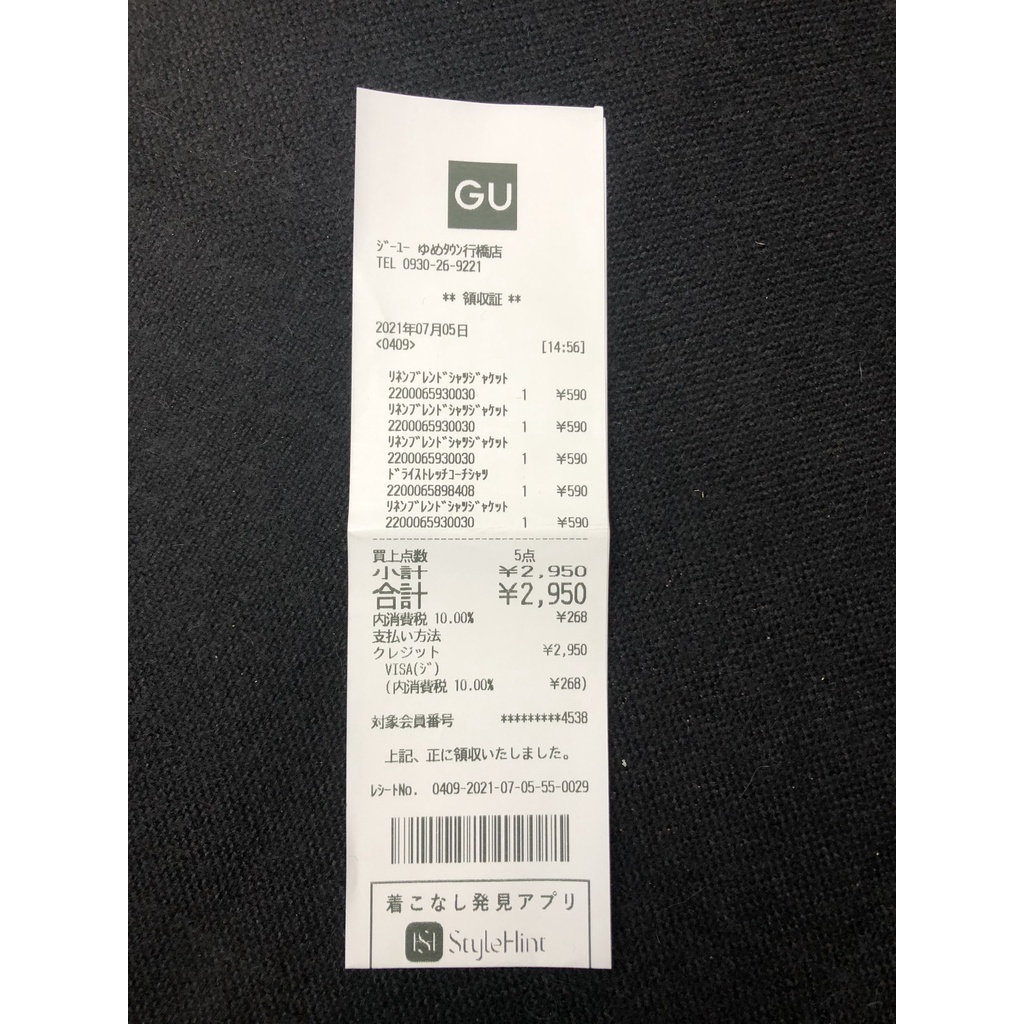 GU
ジーユー ゆめタウン行橋店
TEL 0930-26-9221
** 領収証 **
2021年07月05日
<0409> [14:56]
リネンブレンドシャツジャケット
2200065930030 1 ¥590
リネンブレンドシャツジャケット
2200065930030 1 ¥590
リネンブレンドシャツジャケット
2200065930030 1 ¥590
ドライストレッチコーチシャツ
2200065898408 1 ¥590
リネンブレンドシャツジャケット
2200065930030 1 ¥590
買上点数 5点
小計 ¥2,950
合計 ¥2,950
内消費税 10.00% ¥268
支払い方法
クレジット ¥2,950
VISA(ジ)
(内消費税 10.00% ¥268)
対象会員番号 *********4538
上記、正に領収いたしました。
レシートNo. 0409-2021-07-05-55-0029
着こなし発見アプリ
StyleHint